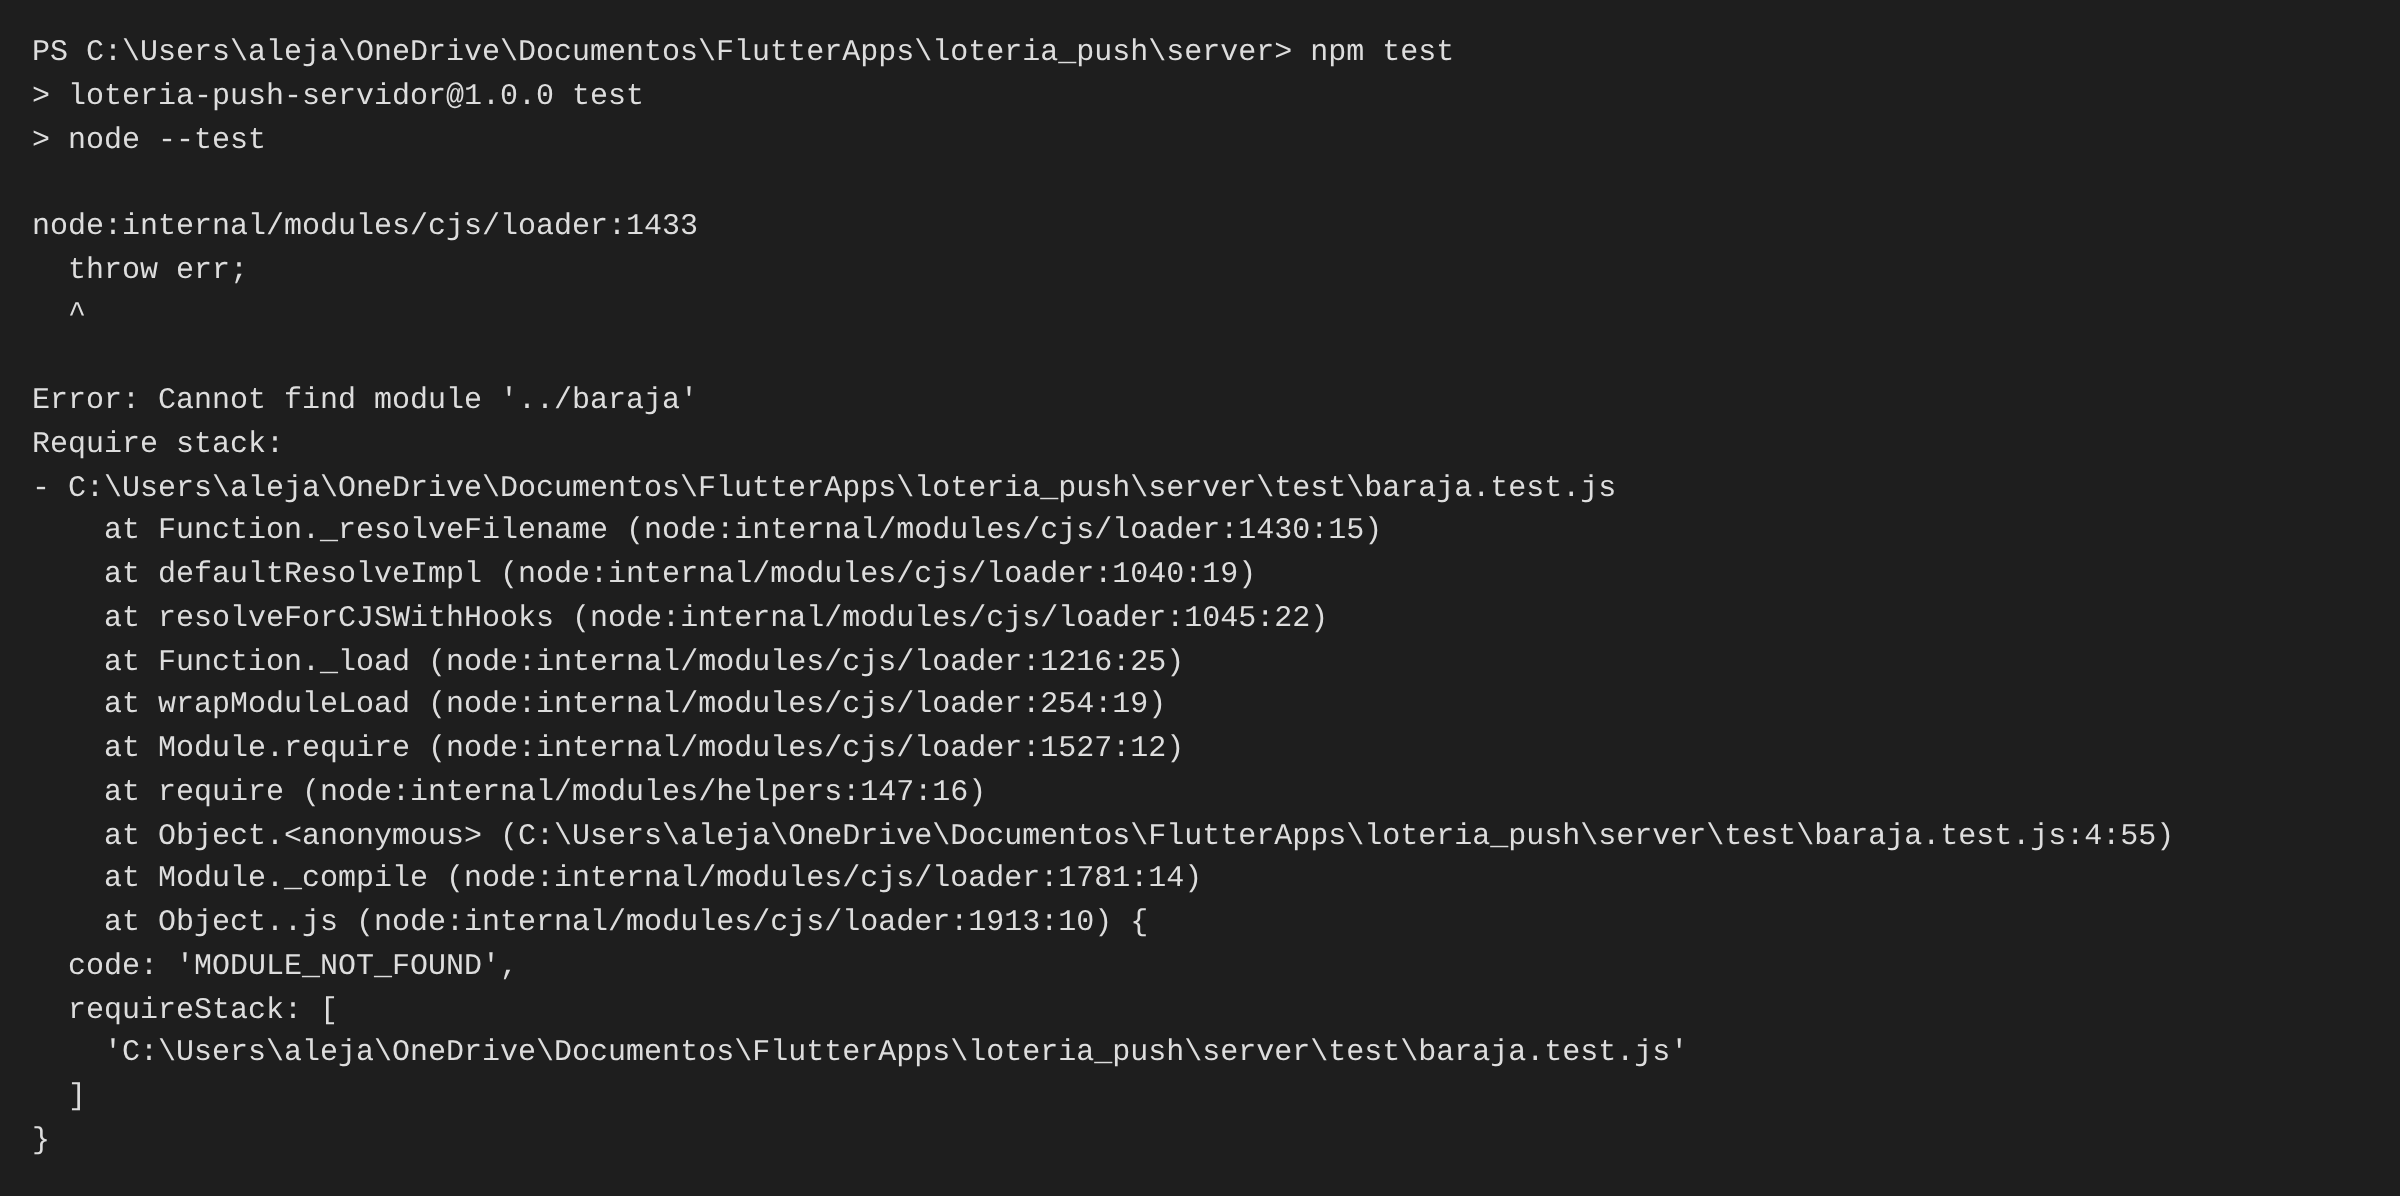 PS C:\Users\aleja\OneDrive\Documentos\FlutterApps\loteria_push\server> npm test
> loteria-push-servidor@1.0.0 test
> node --test

node:internal/modules/cjs/loader:1433
  throw err;
  ^

Error: Cannot find module '../baraja'
Require stack:
- C:\Users\aleja\OneDrive\Documentos\FlutterApps\loteria_push\server\test\baraja.test.js
    at Function._resolveFilename (node:internal/modules/cjs/loader:1430:15)
    at defaultResolveImpl (node:internal/modules/cjs/loader:1040:19)
    at resolveForCJSWithHooks (node:internal/modules/cjs/loader:1045:22)
    at Function._load (node:internal/modules/cjs/loader:1216:25)
    at wrapModuleLoad (node:internal/modules/cjs/loader:254:19)
    at Module.require (node:internal/modules/cjs/loader:1527:12)
    at require (node:internal/modules/helpers:147:16)
    at Object.<anonymous> (C:\Users\aleja\OneDrive\Documentos\FlutterApps\loteria_push\server\test\baraja.test.js:4:55)
    at Module._compile (node:internal/modules/cjs/loader:1781:14)
    at Object..js (node:internal/modules/cjs/loader:1913:10) {
  code: 'MODULE_NOT_FOUND',
  requireStack: [
    'C:\Users\aleja\OneDrive\Documentos\FlutterApps\loteria_push\server\test\baraja.test.js'
  ]
}